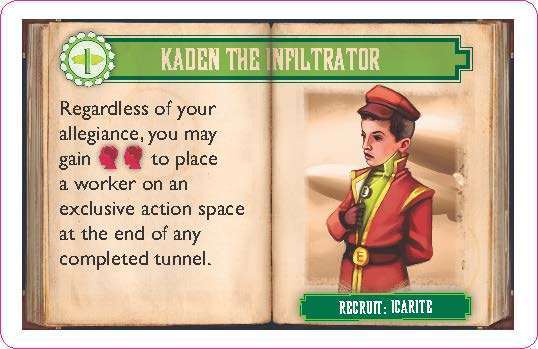 KADEN THE INFILTRATOR
Regardless of your
allegiance, you may
gain to place
a worker on an
exclusive action space
at the end of any
completed tunnel.
E
E
RECRUIT: ICARITE